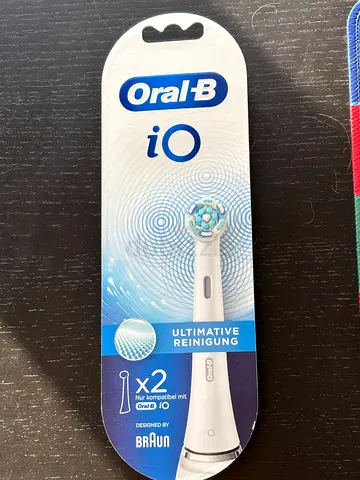 Oral-B
iO
ULTIMATIVE
REINIGUNG
x2
Nur kompatibel mit
Oral-B iO
DESIGNED BY
BRAUN
Oral-B